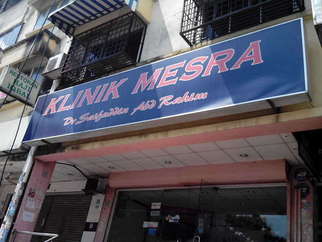 KLINIK MESRA
Dr. Saifuddin Abd Rahim